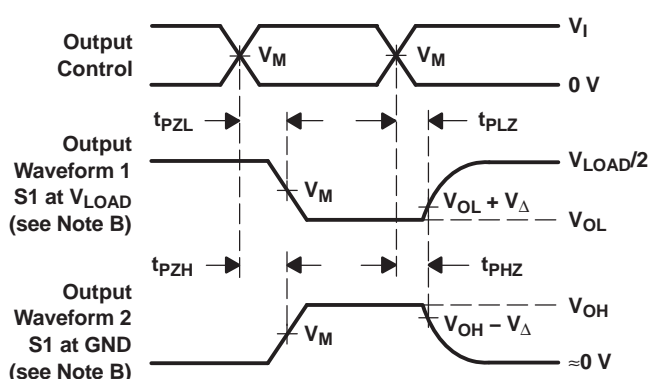 Output
Control
V_M
V_M
V_I
0 V
t_PZL
t_PLZ
Output
Waveform 1
S1 at V_LOAD
(see Note B)
V_M
V_LOAD/2
V_OL + V_Δ
V_OL
t_PZH
t_PHZ
Output
Waveform 2
S1 at GND
(see Note B)
V_M
V_OH
V_OH − V_Δ
≈0 V